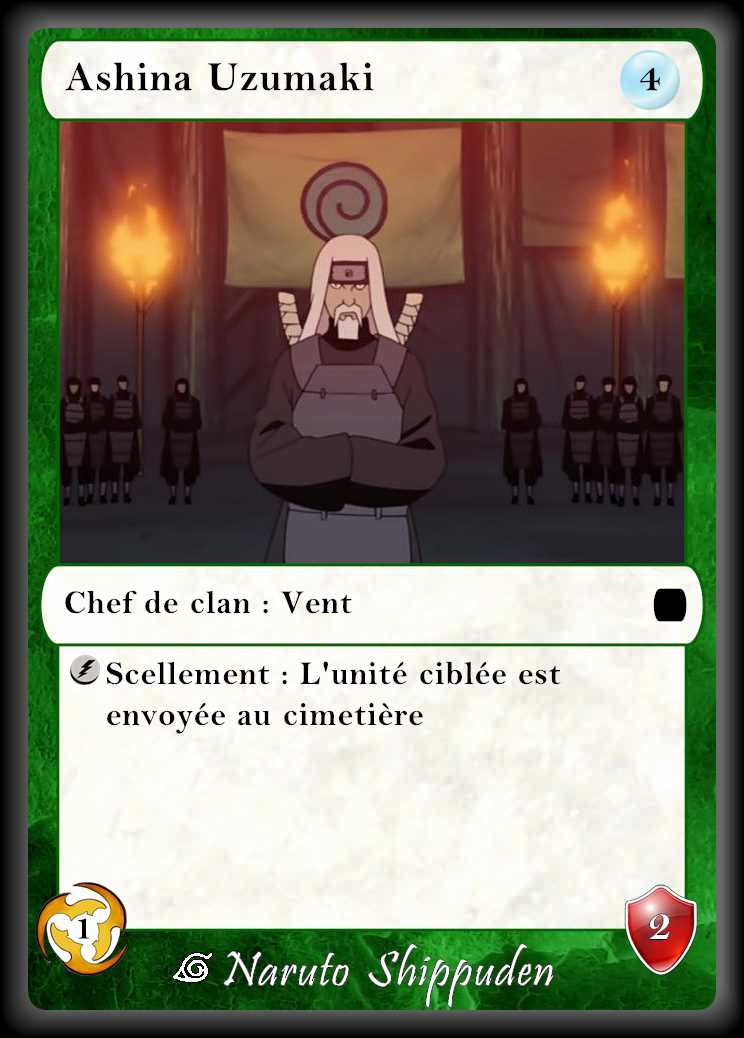 Ashina Uzumaki
4
Chef de clan : Vent
Scellement : L'unité ciblée est
envoyée au cimetière
1
2
Naruto Shippuden